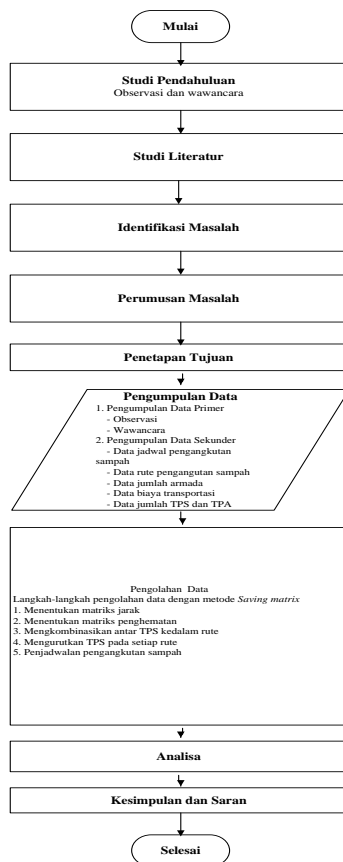 Mulai
Studi Pendahuluan
Observasi dan wawancara
Studi Literatur
Identifikasi Masalah
Perumusan Masalah
Penetapan Tujuan
Pengumpulan Data
1. Pengumpulan Data Primer
- Observasi
- Wawancara
2. Pengumpulan Data Sekunder
- Data jadwal pengangkutan
sampah
- Data rute pengangutan sampah
- Data jumlah armada
- Data biaya transportasi
- Data jumlah TPS dan TPA
Pengolahan Data
Langkah-langkah pengolahan data dengan metode Saving matrix
1. Menentukan matriks jarak
2. Menentukan matriks penghematan
3. Mengkombinasikan antar TPS kedalam rute
4. Mengurutkan TPS pada setiap rute
5. Penjadwalan pengangkutan sampah
Analisa
Kesimpulan dan Saran
Selesai